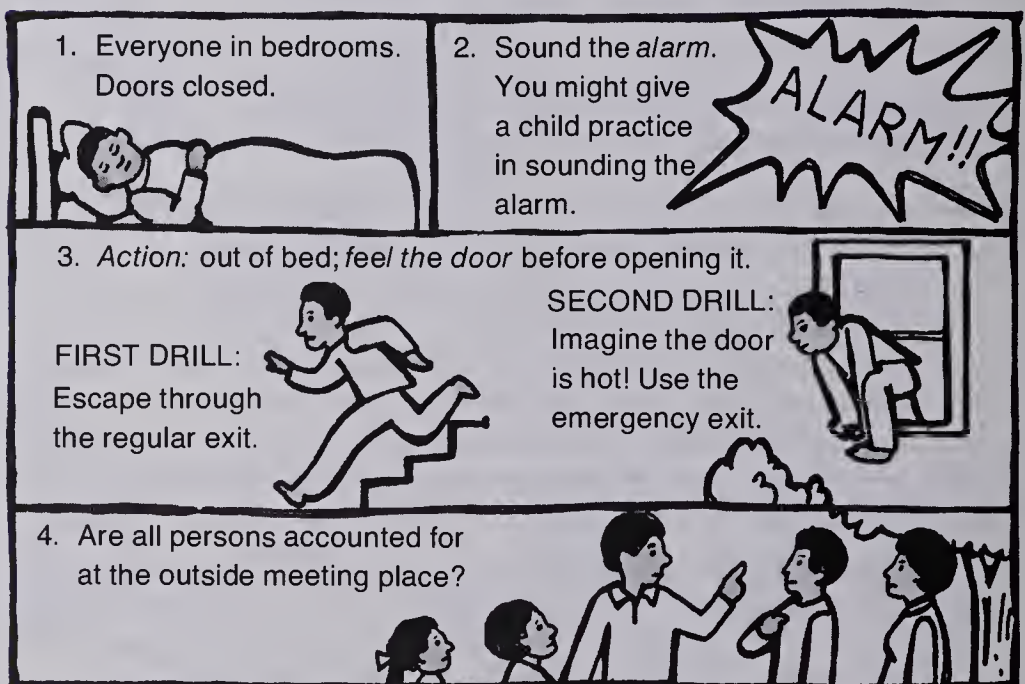 1. Everyone in bedrooms.
Doors closed.
2. Sound the alarm.
You might give
a child practice
in sounding the
alarm.
ALARM!!
3. Action: out of bed; feel the door before opening it.
FIRST DRILL:
Escape through
the regular exit.
SECOND DRILL:
Imagine the door
is hot! Use the
emergency exit.
4. Are all persons accounted for
at the outside meeting place?